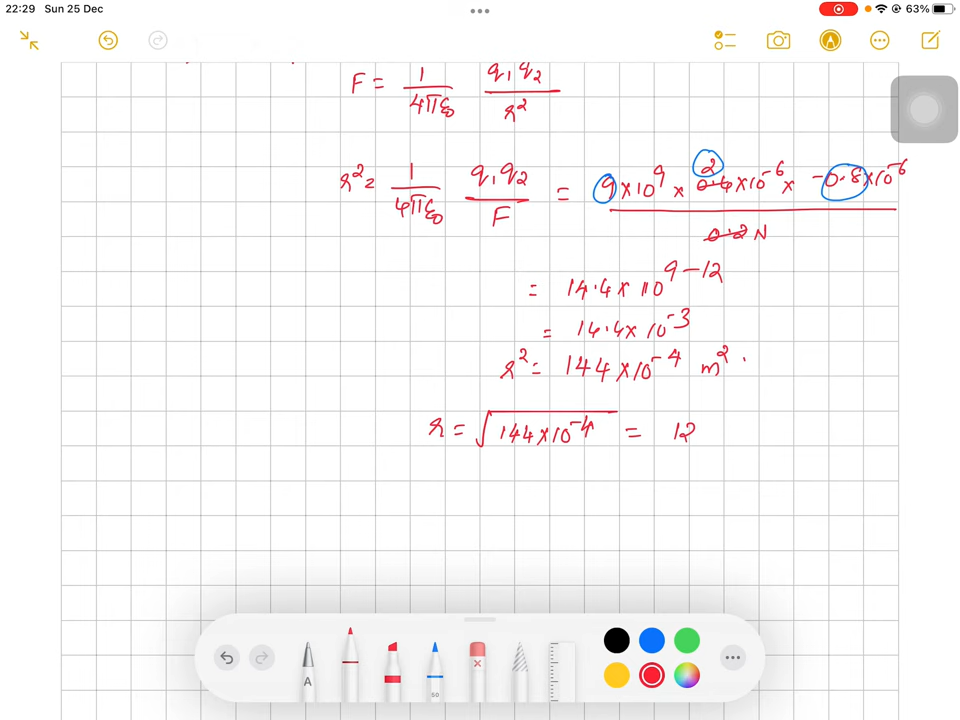 22:29 Sun 25 Dec 63%
F = 1/4πε₀ q₁q₂/r²
r² = 1/4πε₀ q₁q₂/F = 9×10⁹ × 0.4×10⁻⁶ × -0.8×10⁻⁶ / 0.2 N
2
= 14.4 × 10⁹⁻¹²
= 14.4 × 10⁻³
r² = 144 × 10⁻⁴ m² .
r = √144×10⁻⁴ = 12
A
50